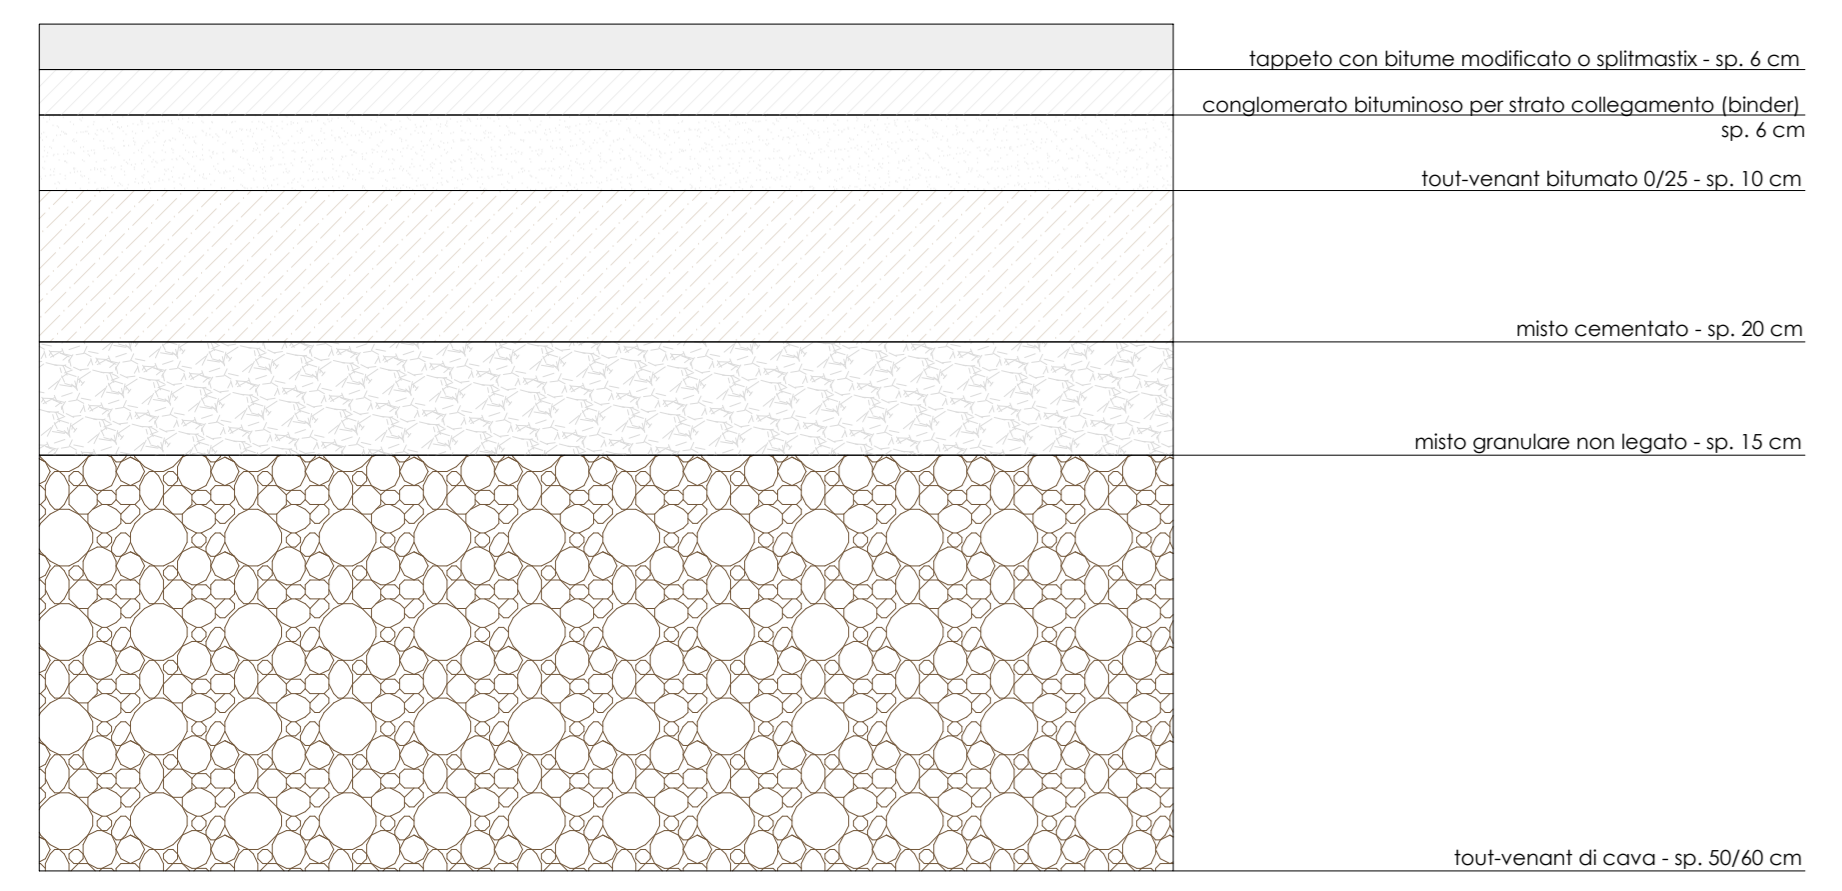 tappeto con bitume modificato o splitmastix - sp. 6 cm
conglomerato bituminoso per strato collegamento (binder)
sp. 6 cm
tout-venant bitumato 0/25 - sp. 10 cm
misto cementato - sp. 20 cm
misto granulare non legato - sp. 15 cm
tout-venant di cava - sp. 50/60 cm